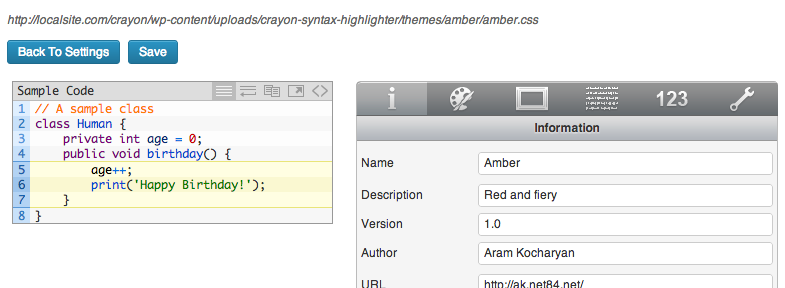 http://localsite.com/crayon/wp-content/uploads/crayon-syntax-highlighter/themes/amber/amber.css
Back To Settings
Save
Sample Code
1 // A sample class
2 class Human {
3     private int age = 0;
4     public void birthday() {
5         age++;
6         print('Happy Birthday!');
7     }
8 }
i
123
Information
Name
Amber
Description
Red and fiery
Version
1.0
Author
Aram Kocharyan
URL
http://ak.net84.net/